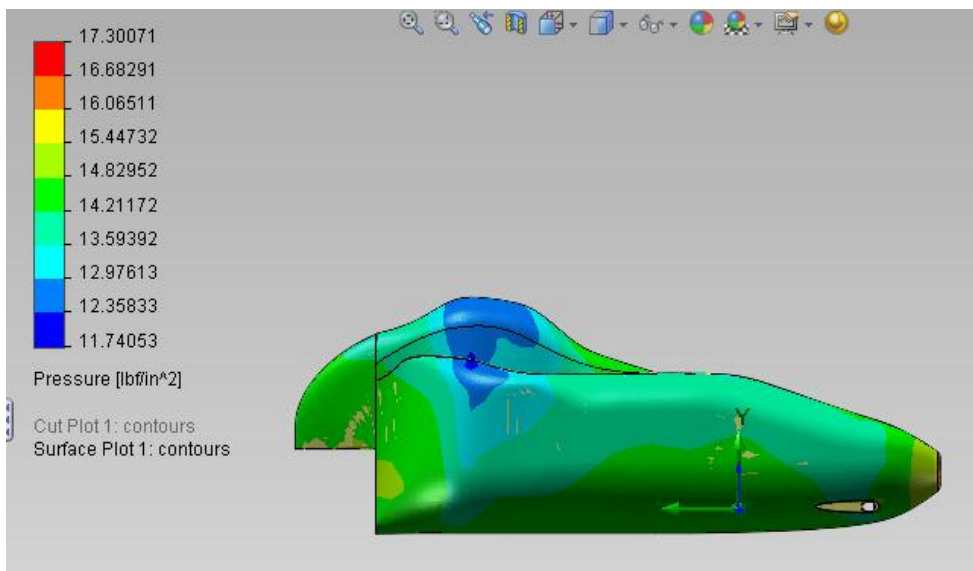 17.30071
16.68291
16.06511
15.44732
14.82952
14.21172
13.59392
12.97613
12.35833
11.74053
Pressure [lbf/in^2]
Cut Plot 1: contours
Surface Plot 1: contours
Y